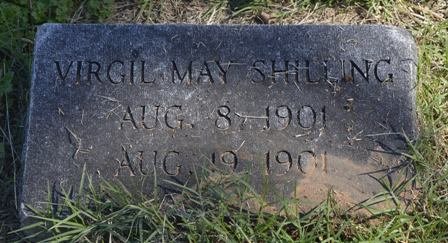 VIRGIL MAY SHILLING
AUG. 8, 1901
AUG. 19 1901